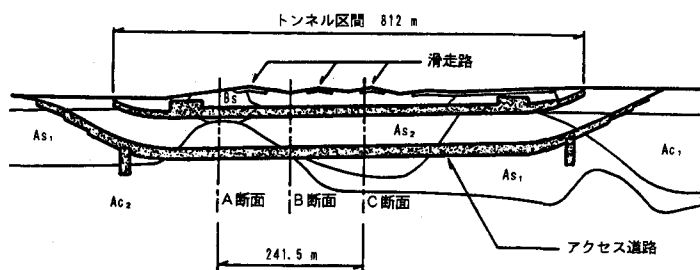 トンネル区間 812 m
滑走路
Bs
As₁
As₂
Ac₁
As₁
Ac₂
A断面
B断面
C断面
241.5 m
アクセス道路